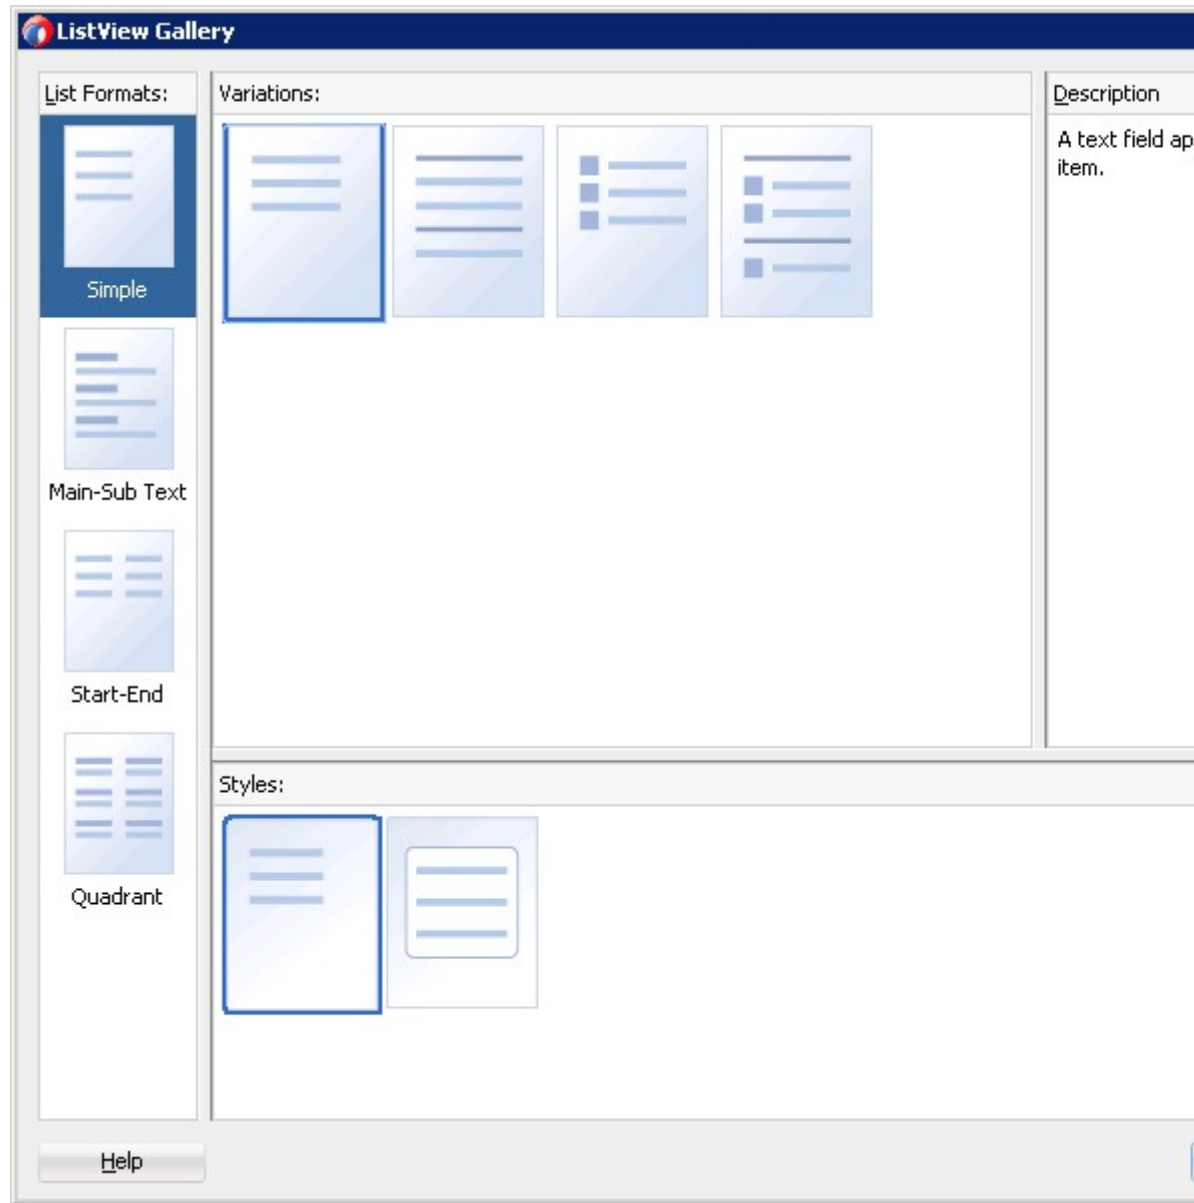 ListView Gallery
List Formats:
Variations:
Description
A text field ap
item.
Simple
Main-Sub Text
Start-End
Quadrant
Styles:
Help